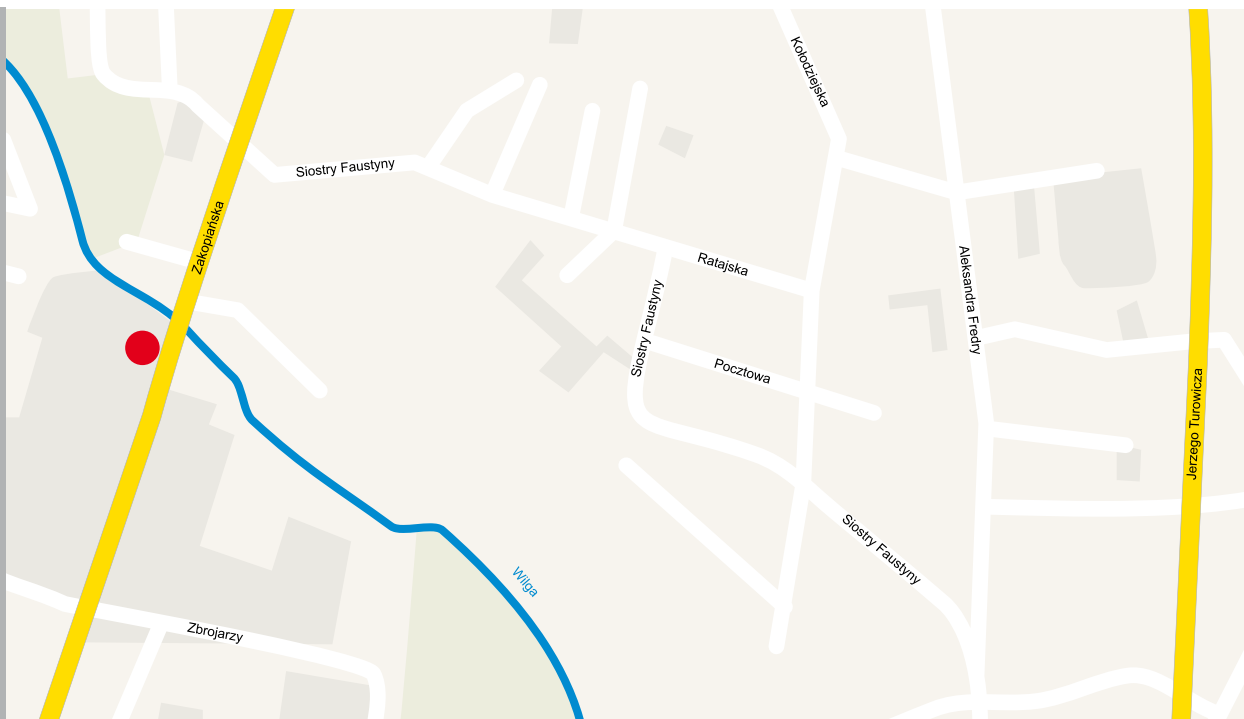 Kołodziejska
Siostry Faustyny
Zakopiańska
Ratajska
Aleksandra Fredry
Siostry Faustyny
Pocztowa
Jerzego Turowicza
Siostry Faustyny
Wilga
Zbrojarzy